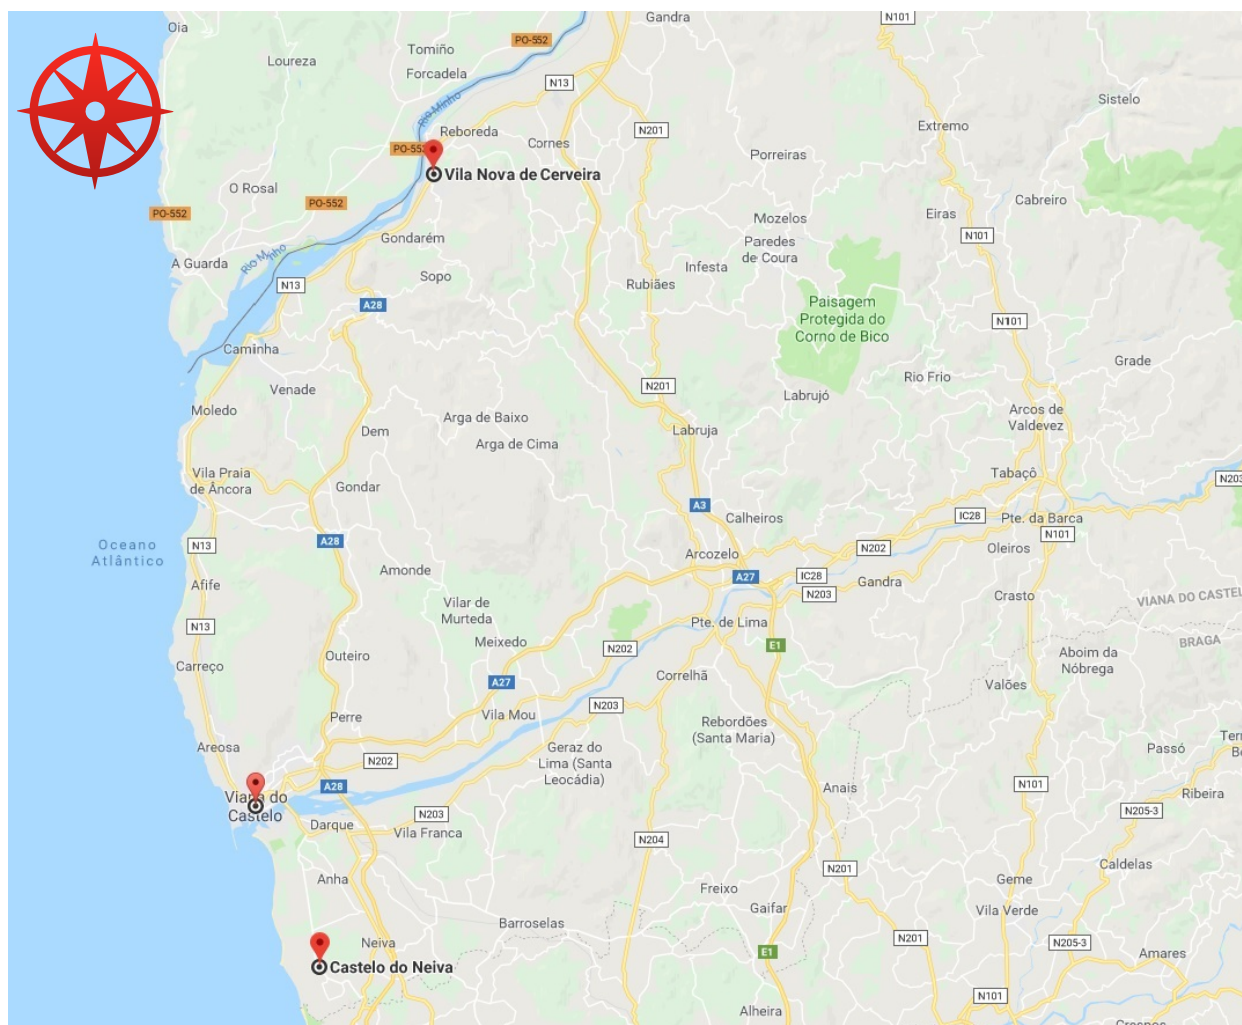 Oia
Gandra
N101
Tomiño
PO-552
Loureza
Forcadela
N13
Sistelo
Rio Minho
Reboreda
N201
Extremo
Cornes
PO-553
Porreiras
Vila Nova de Cerveira
O Rosal
PO-552
Cabreiro
PO-552
Eiras
Mozelos
Gondarém
N101
Paredes
de Coura
Rio Minho
A Guarda
Infesta
Sopo
N13
Rubiães
A28
Paisagem
Protegida do
Corno de Bico
N101
Caminha
Grade
Rio Frio
Venade
N201
Labrujó
Moledo
Arga de Baixo
Arcos de
Valdevez
Dem
Labruja
Arga de Cima
Vila Praia
de Âncora
Tabaçô
N203
Gondar
A3
IC28
Calheiros
Pte. da Barca
N101
Oceano
Atlântico
N13
A28
N202
Oleiros
Arcozelo
Amonde
A27
IC28
Gandra
Afife
N203
Crasto
VIANA DO CASTEL
Vilar de
Murteda
N13
Pte. de Lima
Meixedo
BRAGA
N202
E1
Aboim da
Nóbrega
Outeiro
Carreço
Correlhã
A27
Valões
N203
Vila Mou
Perre
Rebordões
(Santa Maria)
Areosa
Geraz do
Lima (Santa
Leocádia)
Passó
N202
A28
N101
Anais
Viana do
Castelo
Ribeira
N203
N205-3
Darque
Vila Franca
N204
Caldelas
N201
Anha
Geme
Freixo
Gaifar
Vila Verde
Barroselas
Neiva
N201
N205-3
E1
Amares
Castelo do Neiva
N101
Alheira